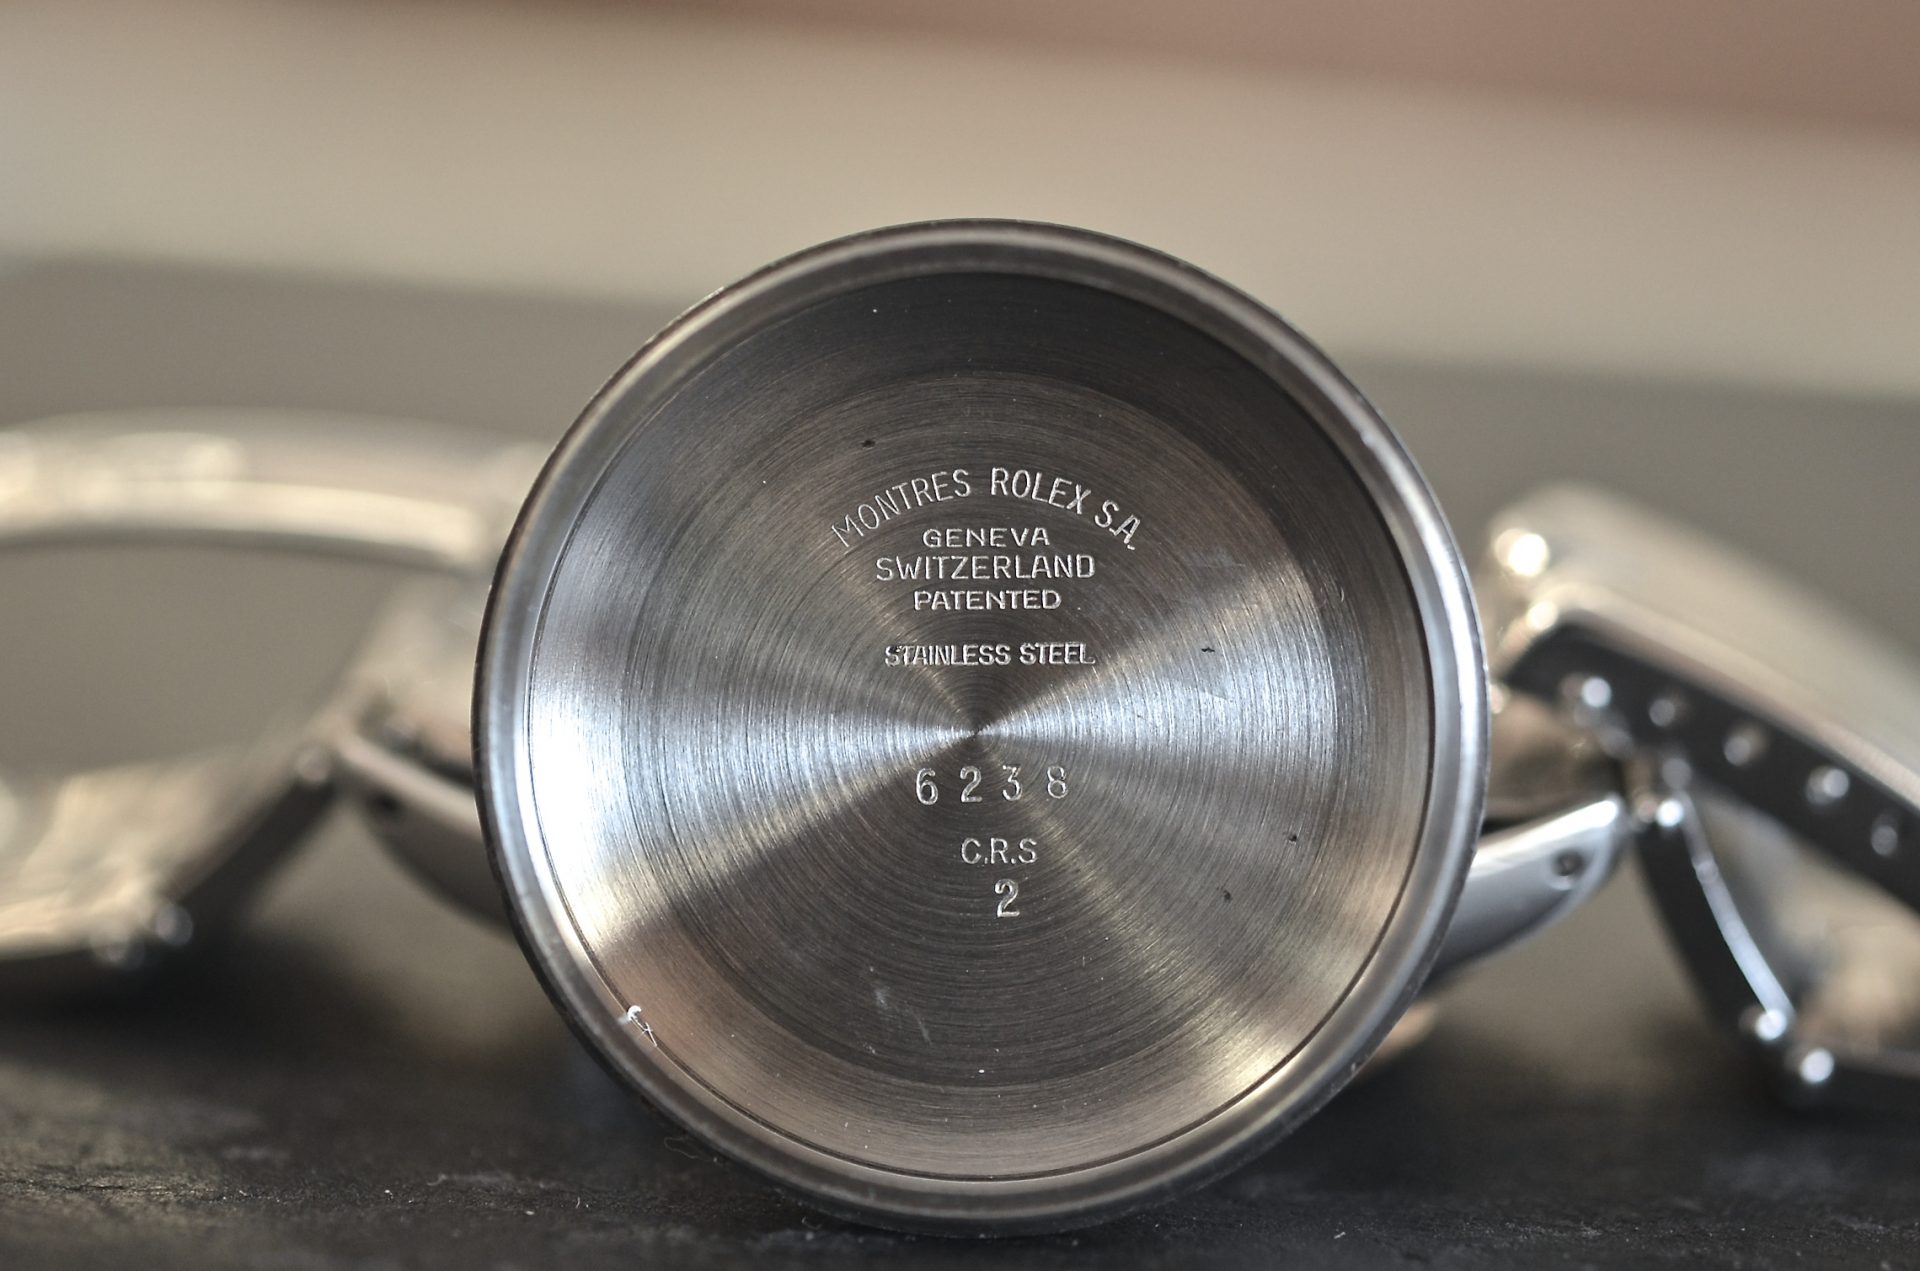 MONTRES ROLEX S.A.
GENEVA
SWITZERLAND
PATENTED
STAINLESS STEEL
6238
C.R.S
2